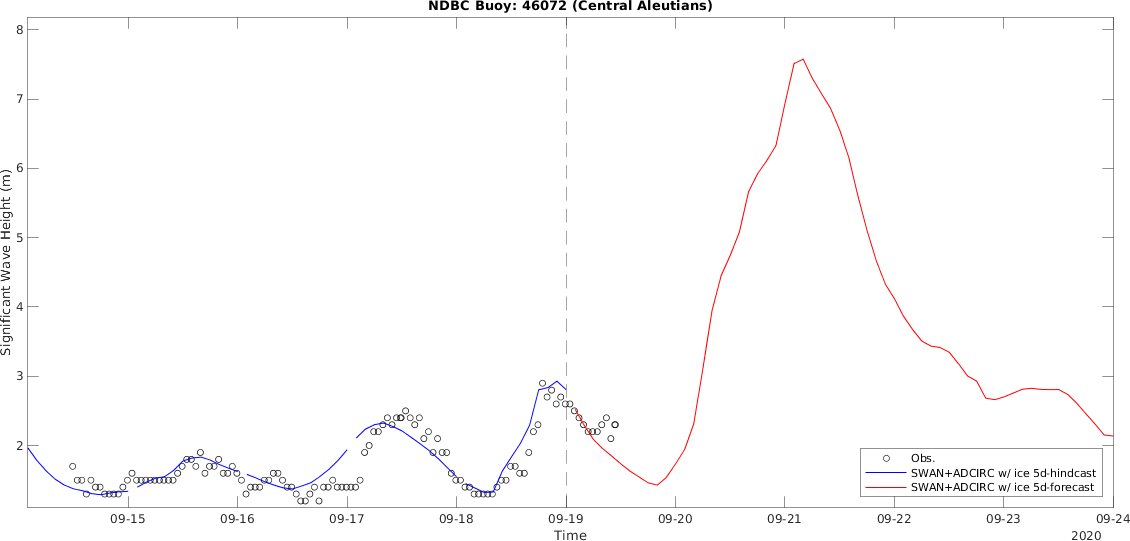 NDBC Buoy: 46072 (Central Aleutians)
8
7
6
5
4
3
2
Significant Wave Height (m)
Obs.
SWAN+ADCIRC w/ ice 5d-hindcast
SWAN+ADCIRC w/ ice 5d-forecast
09-15 09-16 09-17 09-18 09-19 09-20 09-21 09-22 09-23 09-24
Time
2020